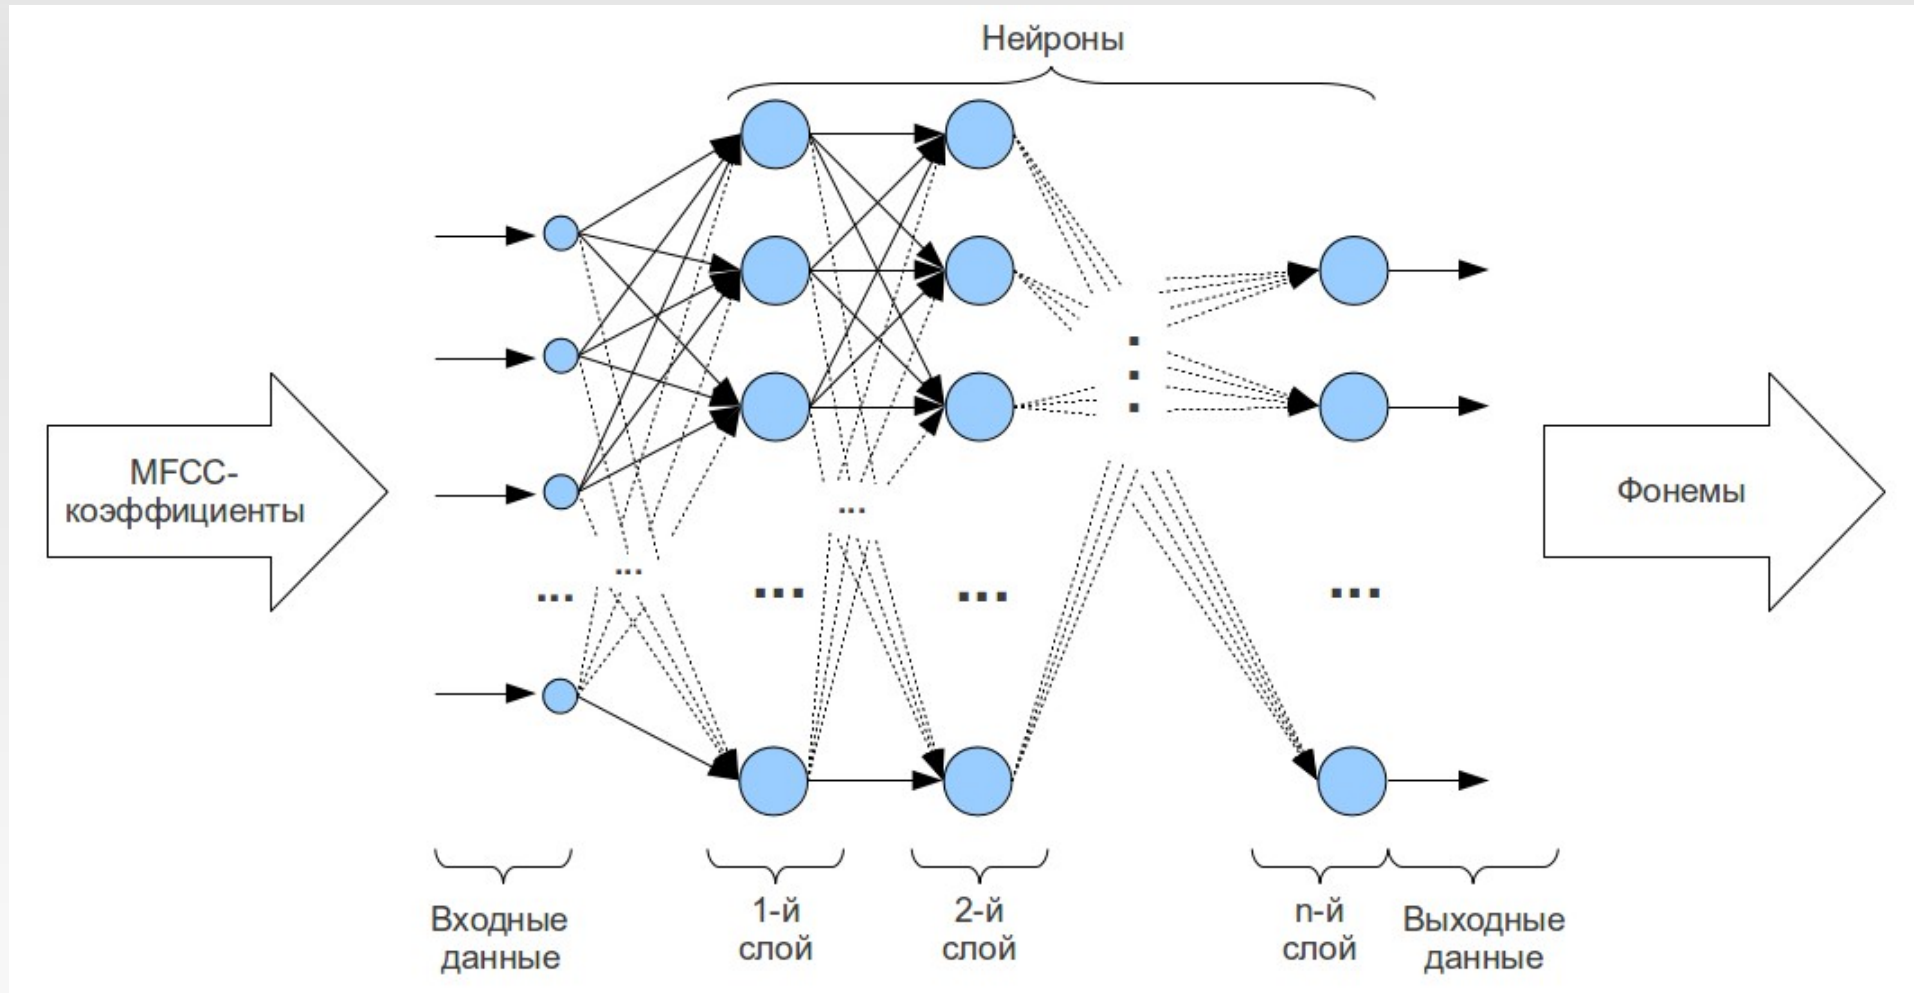 Нейроны
MFCC-
коэффициенты
...
...
...
...
...
...
Фонемы
Входные
данные
1-й
слой
2-й
слой
n-й
слой
Выходные
данные